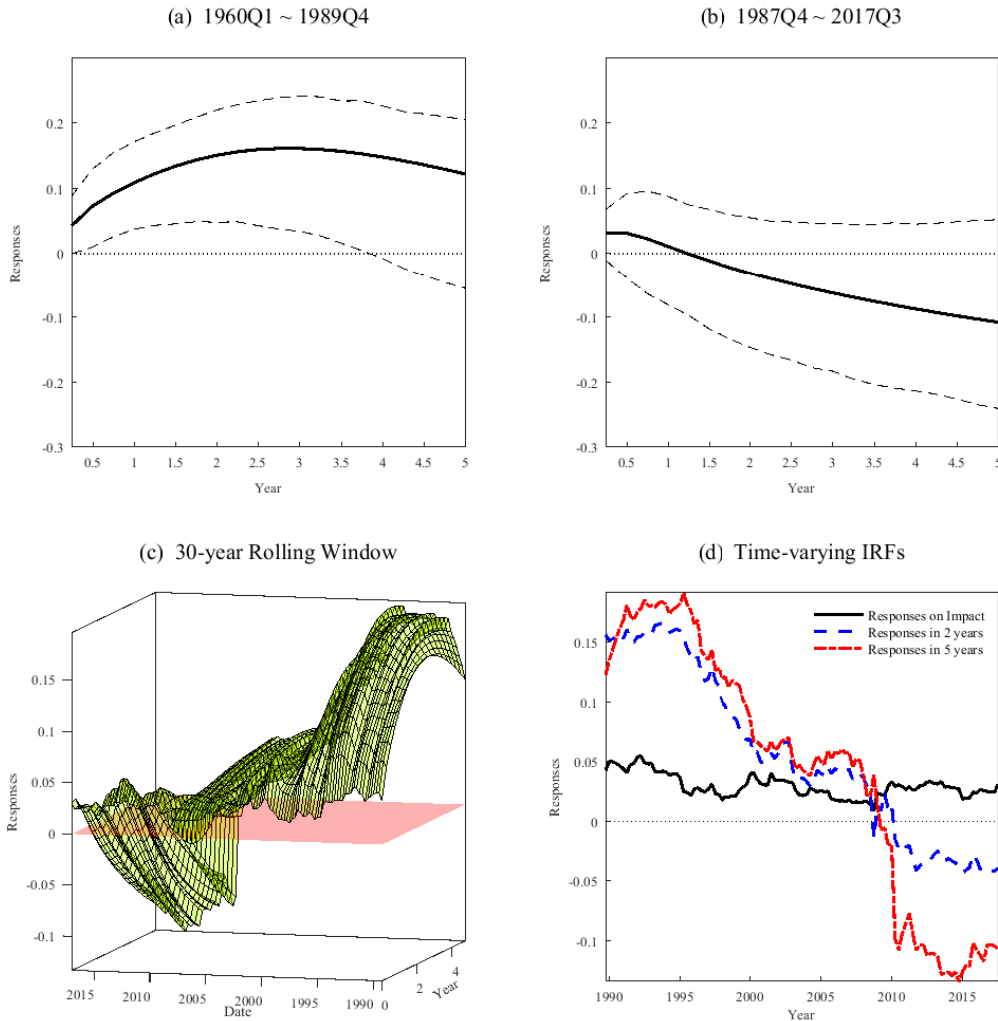 (a) 1960Q1 ~ 1989Q4
0.2
0.1
0
-0.1
-0.2
-0.3
Responses
0.5 1 1.5 2 2.5 3 3.5 4 4.5 5
Year
(b) 1987Q4 ~ 2017Q3
0.2
0.1
0
-0.1
-0.2
-0.3
Responses
0.5 1 1.5 2 2.5 3 3.5 4 4.5 5
Year
(c) 30-year Rolling Window
0.15
0.1
0.05
0
-0.05
-0.1
Responses
2015 2010 2005 2000 1995 1990
Date
0 2 4
Year
(d) Time-varying IRFs
Responses on Impact
Responses in 2 years
Responses in 5 years
0.15
0.1
0.05
0
-0.05
-0.1
Responses
1990 1995 2000 2005 2010 2015
Year